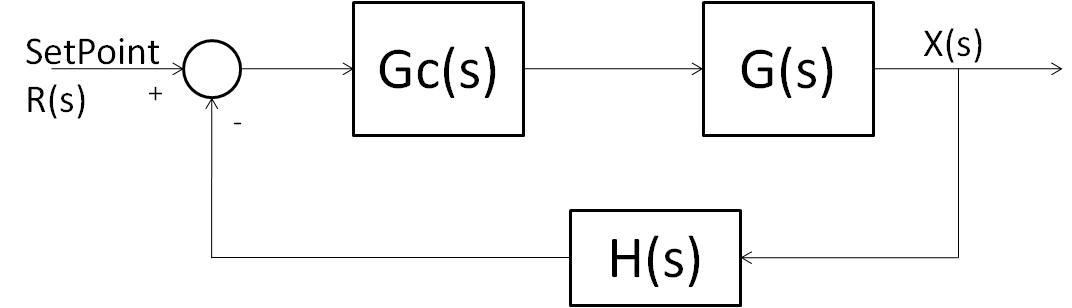 SetPoint
R(s)
+
-
Gc(s)
G(s)
X(s)
H(s)